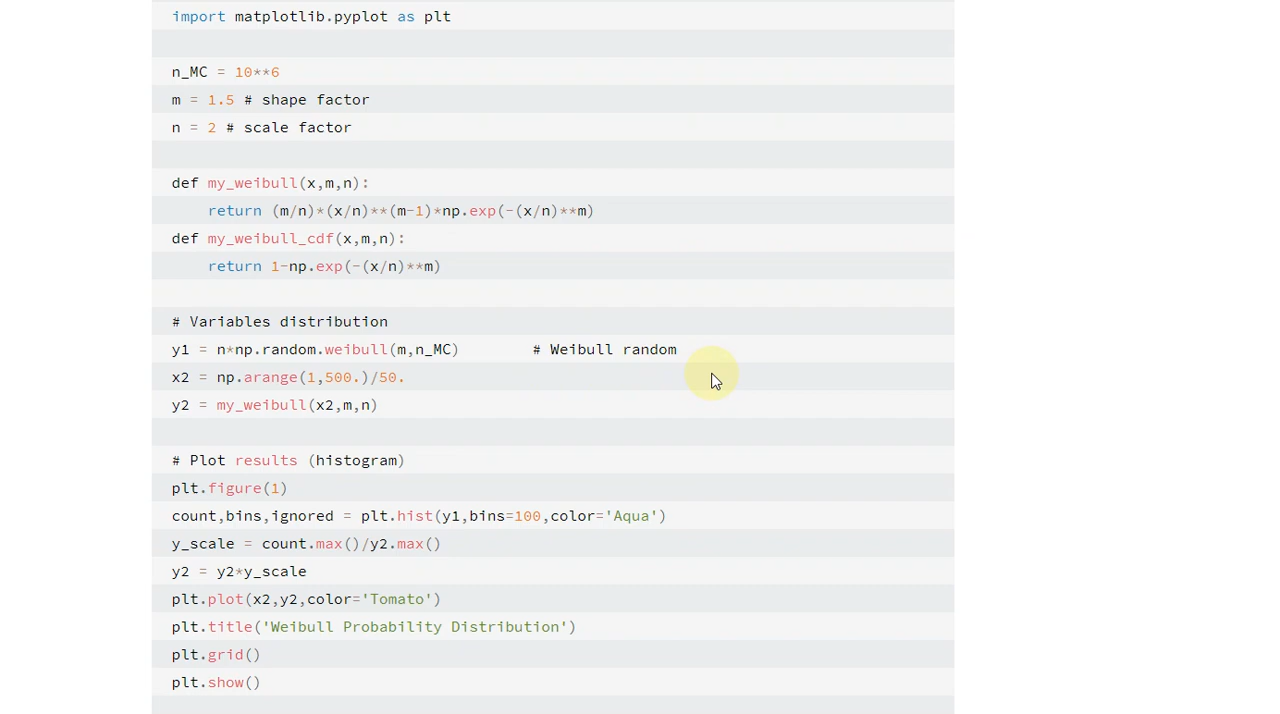 import matplotlib.pyplot as plt
n_MC = 10**6
m = 1.5 # shape factor
n = 2 # scale factor
def my_weibull(x,m,n):
    return (m/n)*(x/n)**(m-1)*np.exp(-(x/n)**m)
def my_weibull_cdf(x,m,n):
    return 1-np.exp(-(x/n)**m)
# Variables distribution
y1 = n*np.random.weibull(m,n_MC)        # Weibull random
x2 = np.arange(1,500.)/50.
y2 = my_weibull(x2,m,n)
# Plot results (histogram)
plt.figure(1)
count,bins,ignored = plt.hist(y1,bins=100,color='Aqua')
y_scale = count.max()/y2.max()
y2 = y2*y_scale
plt.plot(x2,y2,color='Tomato')
plt.title('Weibull Probability Distribution')
plt.grid()
plt.show()